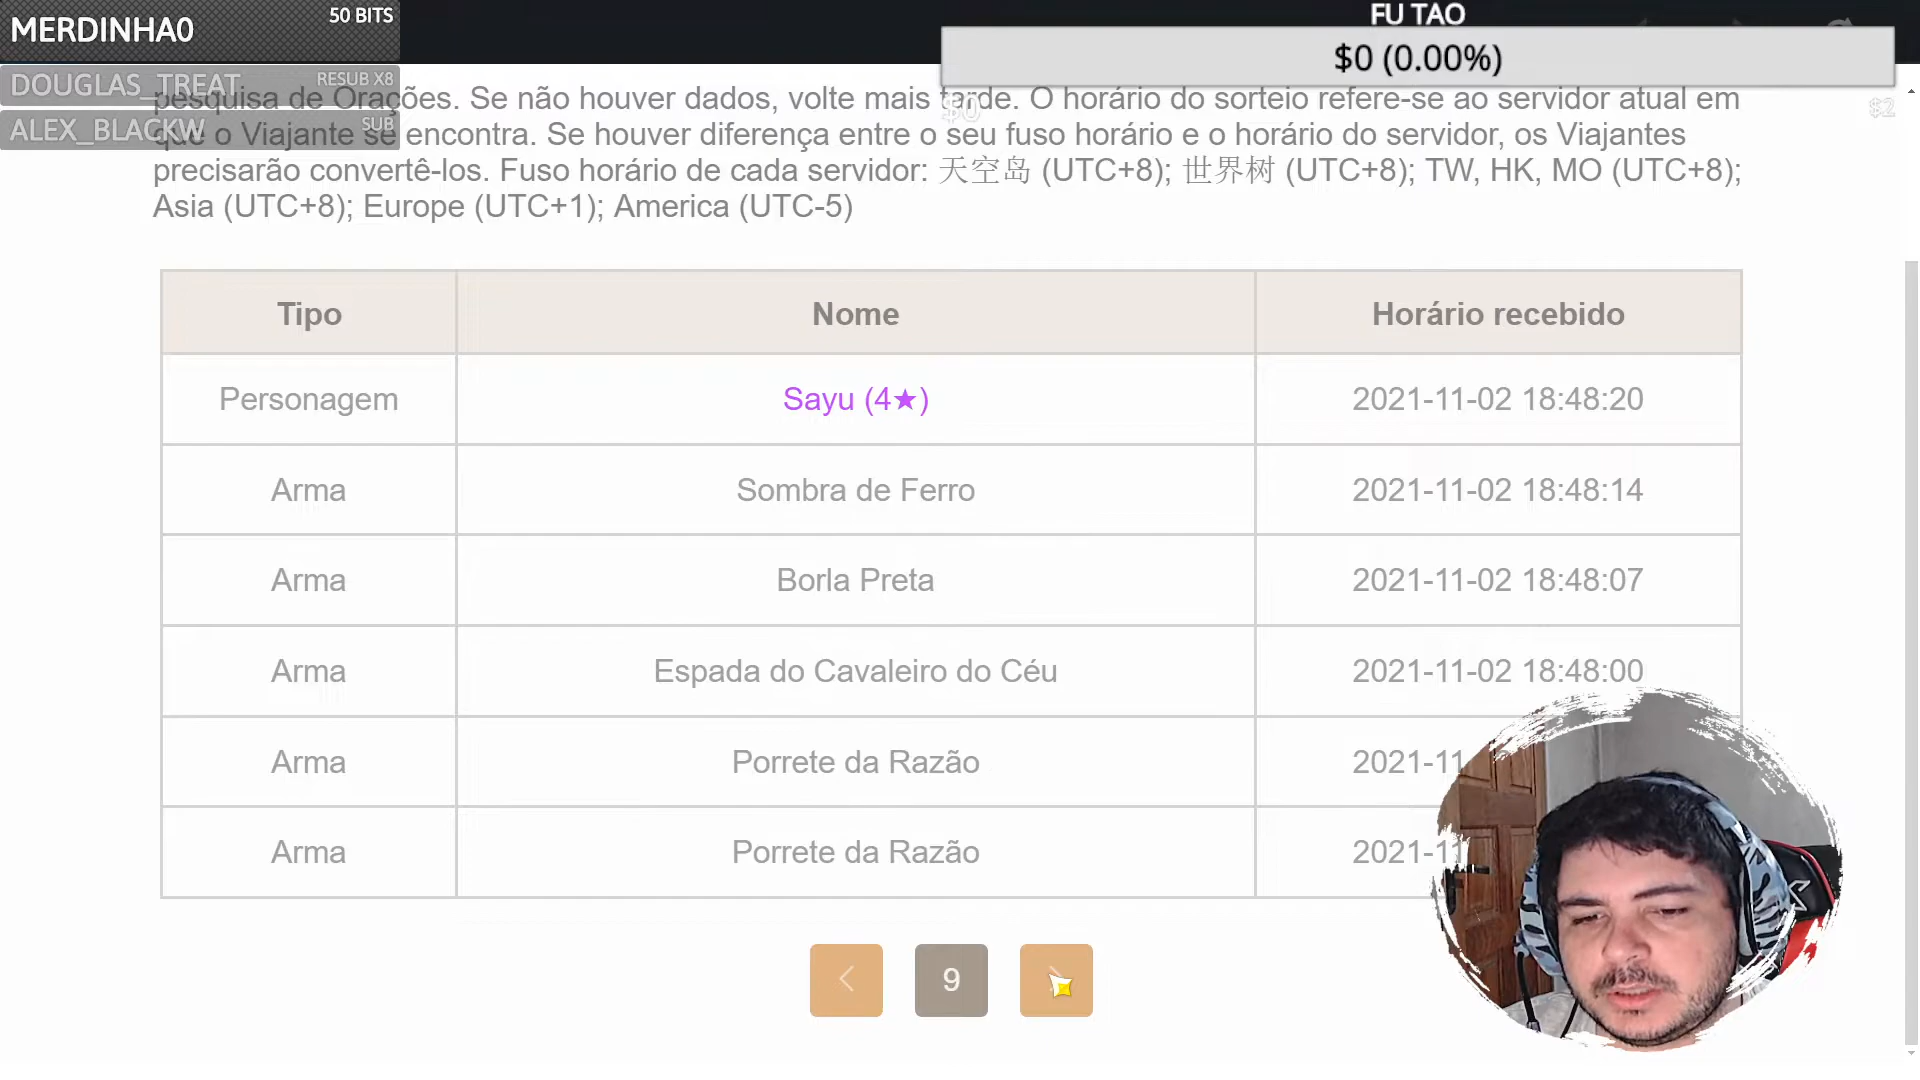 MERDINHA0 50 BITS
DOUGLAS_TREAT RESUB X8
ALEX_BLACKW SUB
FU TAO
$0 (0.00%)
$0 $2
pesquisa de Orações. Se não houver dados, volte mais tarde. O horário do sorteio refere-se ao servidor atual em
que o Viajante se encontra. Se houver diferença entre o seu fuso horário e o horário do servidor, os Viajantes
precisarão convertê-los. Fuso horário de cada servidor: 天空岛 (UTC+8); 世界树 (UTC+8); TW, HK, MO (UTC+8);
Asia (UTC+8); Europe (UTC+1); America (UTC-5)
Tipo Nome Horário recebido
Personagem Sayu (4★) 2021-11-02 18:48:20
Arma Sombra de Ferro 2021-11-02 18:48:14
Arma Borla Preta 2021-11-02 18:48:07
Arma Espada do Cavaleiro do Céu 2021-11-02 18:48:00
Arma Porrete da Razão 2021-11
Arma Porrete da Razão 2021-11
9